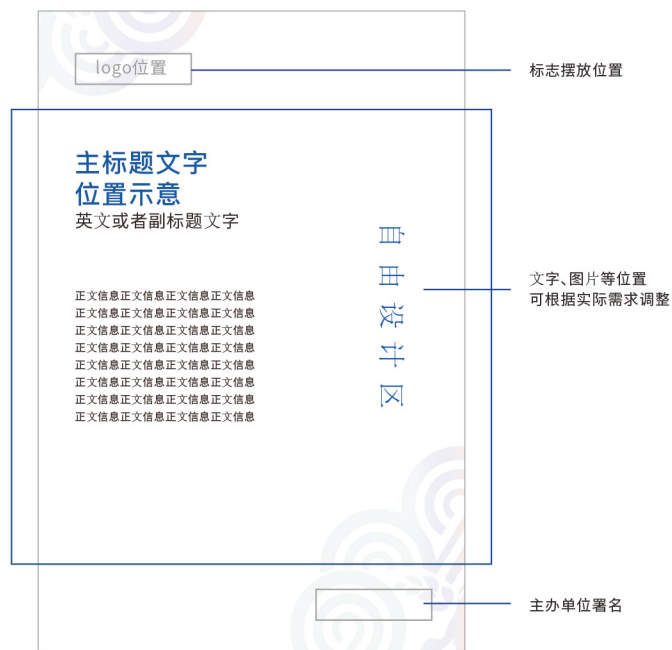 logo位置
标志摆放位置
主标题文字
位置示意
英文或者副标题文字
自由设计区
文字、图片等位置
可根据实际需求调整
正文信息正文信息正文信息正文信息
正文信息正文信息正文信息正文信息
正文信息正文信息正文信息正文信息
正文信息正文信息正文信息正文信息
正文信息正文信息正文信息正文信息
正文信息正文信息正文信息正文信息
正文信息正文信息正文信息正文信息
正文信息正文信息正文信息正文信息
主办单位署名